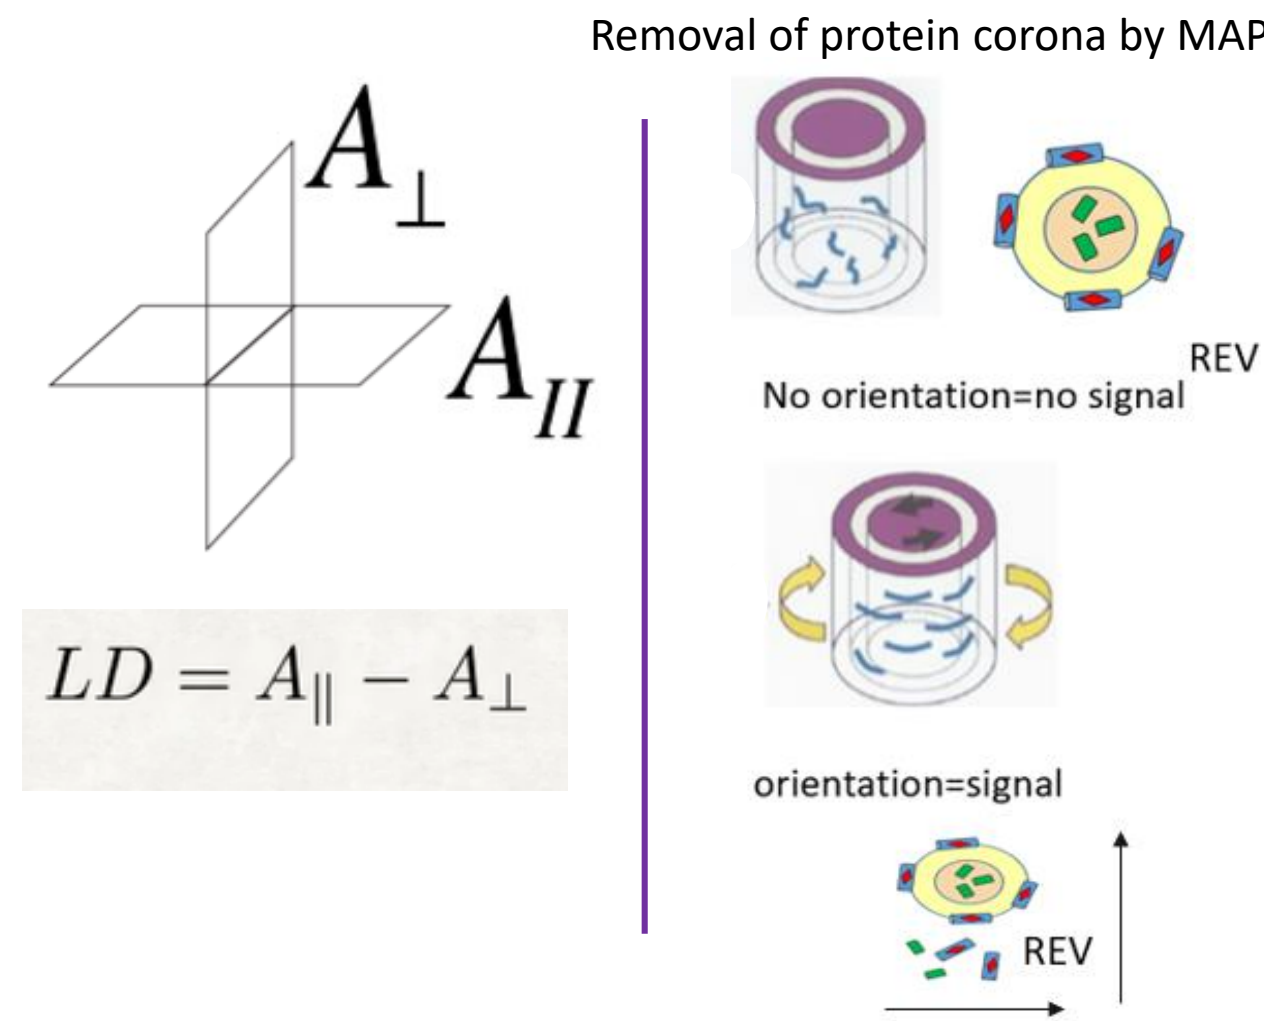 Removal of protein corona by MAP
A⊥
A||
LD = A∥ − A⊥
REV
No orientation=no signal
orientation=signal
REV